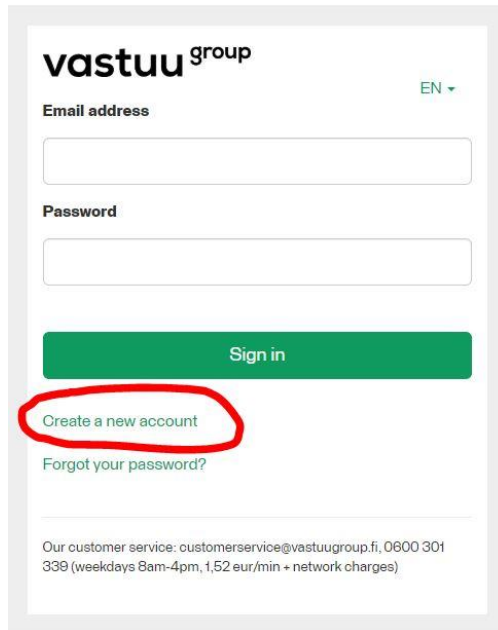 vastuu group
EN
Email address
Password
Sign in
Create a new account
Forgot your password?
Our customer service: customerservice@vastuugroup.fi, 0600 301
339 (weekdays 8am-4pm, 1,52 eur/min + network charges)